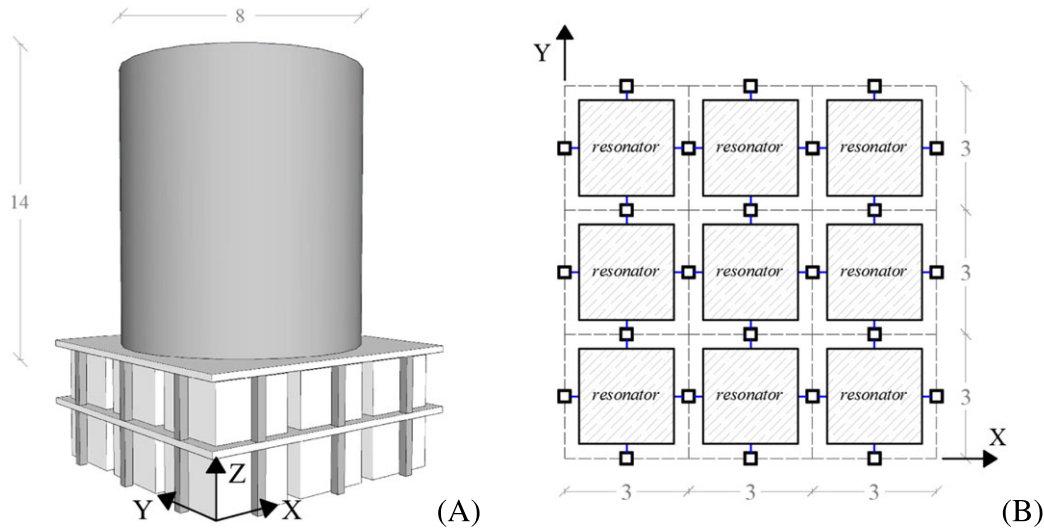 8
14
Z
Y
X
(A)
Y
resonator resonator resonator
3
resonator resonator resonator
3
resonator resonator resonator
3
X
3 3 3
(B)